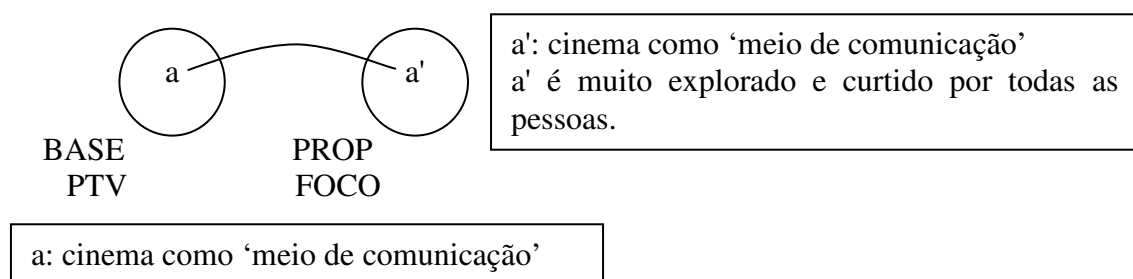 a a'
a': cinema como ‘meio de comunicação’
a' é muito explorado e curtido por todas as
pessoas.
BASE PROP
PTV FOCO
a: cinema como ‘meio de comunicação’